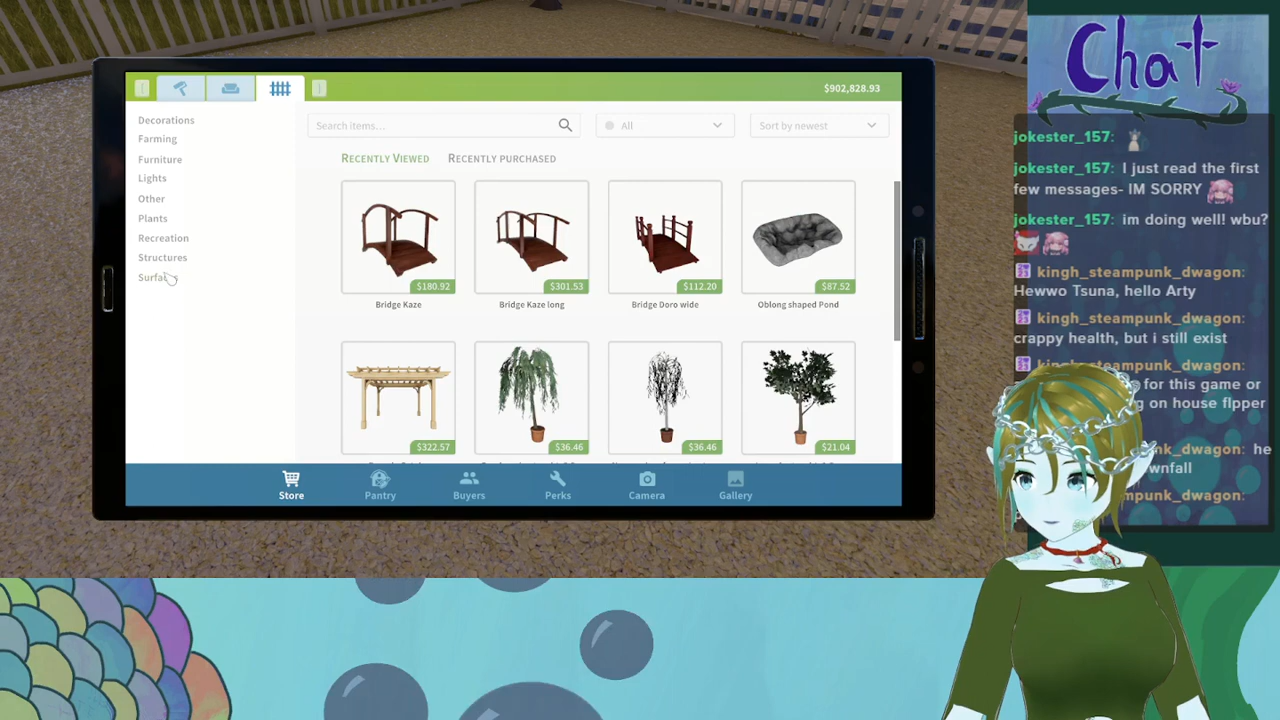 $902,828.93
Decorations
Farming
Furniture
Lights
Other
Plants
Recreation
Structures
Search items...
All
Sort by newest
RECENTLY VIEWED
RECENTLY PURCHASED
$180.92
$301.53
$112.20
$87.52
Bridge Kaze
Bridge Kaze long
Bridge Doro wide
Oblong shaped Pond
$322.57
$36.46
$36.46
$21.04
Store
Pantry
Buyers
Perks
Camera
Gallery
Chat
jokester_157:
jokester_157: I just read the first
few messages- IM SORRY
jokester_157: im doing well! wbu?
kingh_steampunk_dwagon:
Hewwo Tsuna, hello Arty
kingh_steampunk_dwagon:
crappy health, but i still exist
kingh_steampunk_dwagon:
for this game or
on house flpper
he